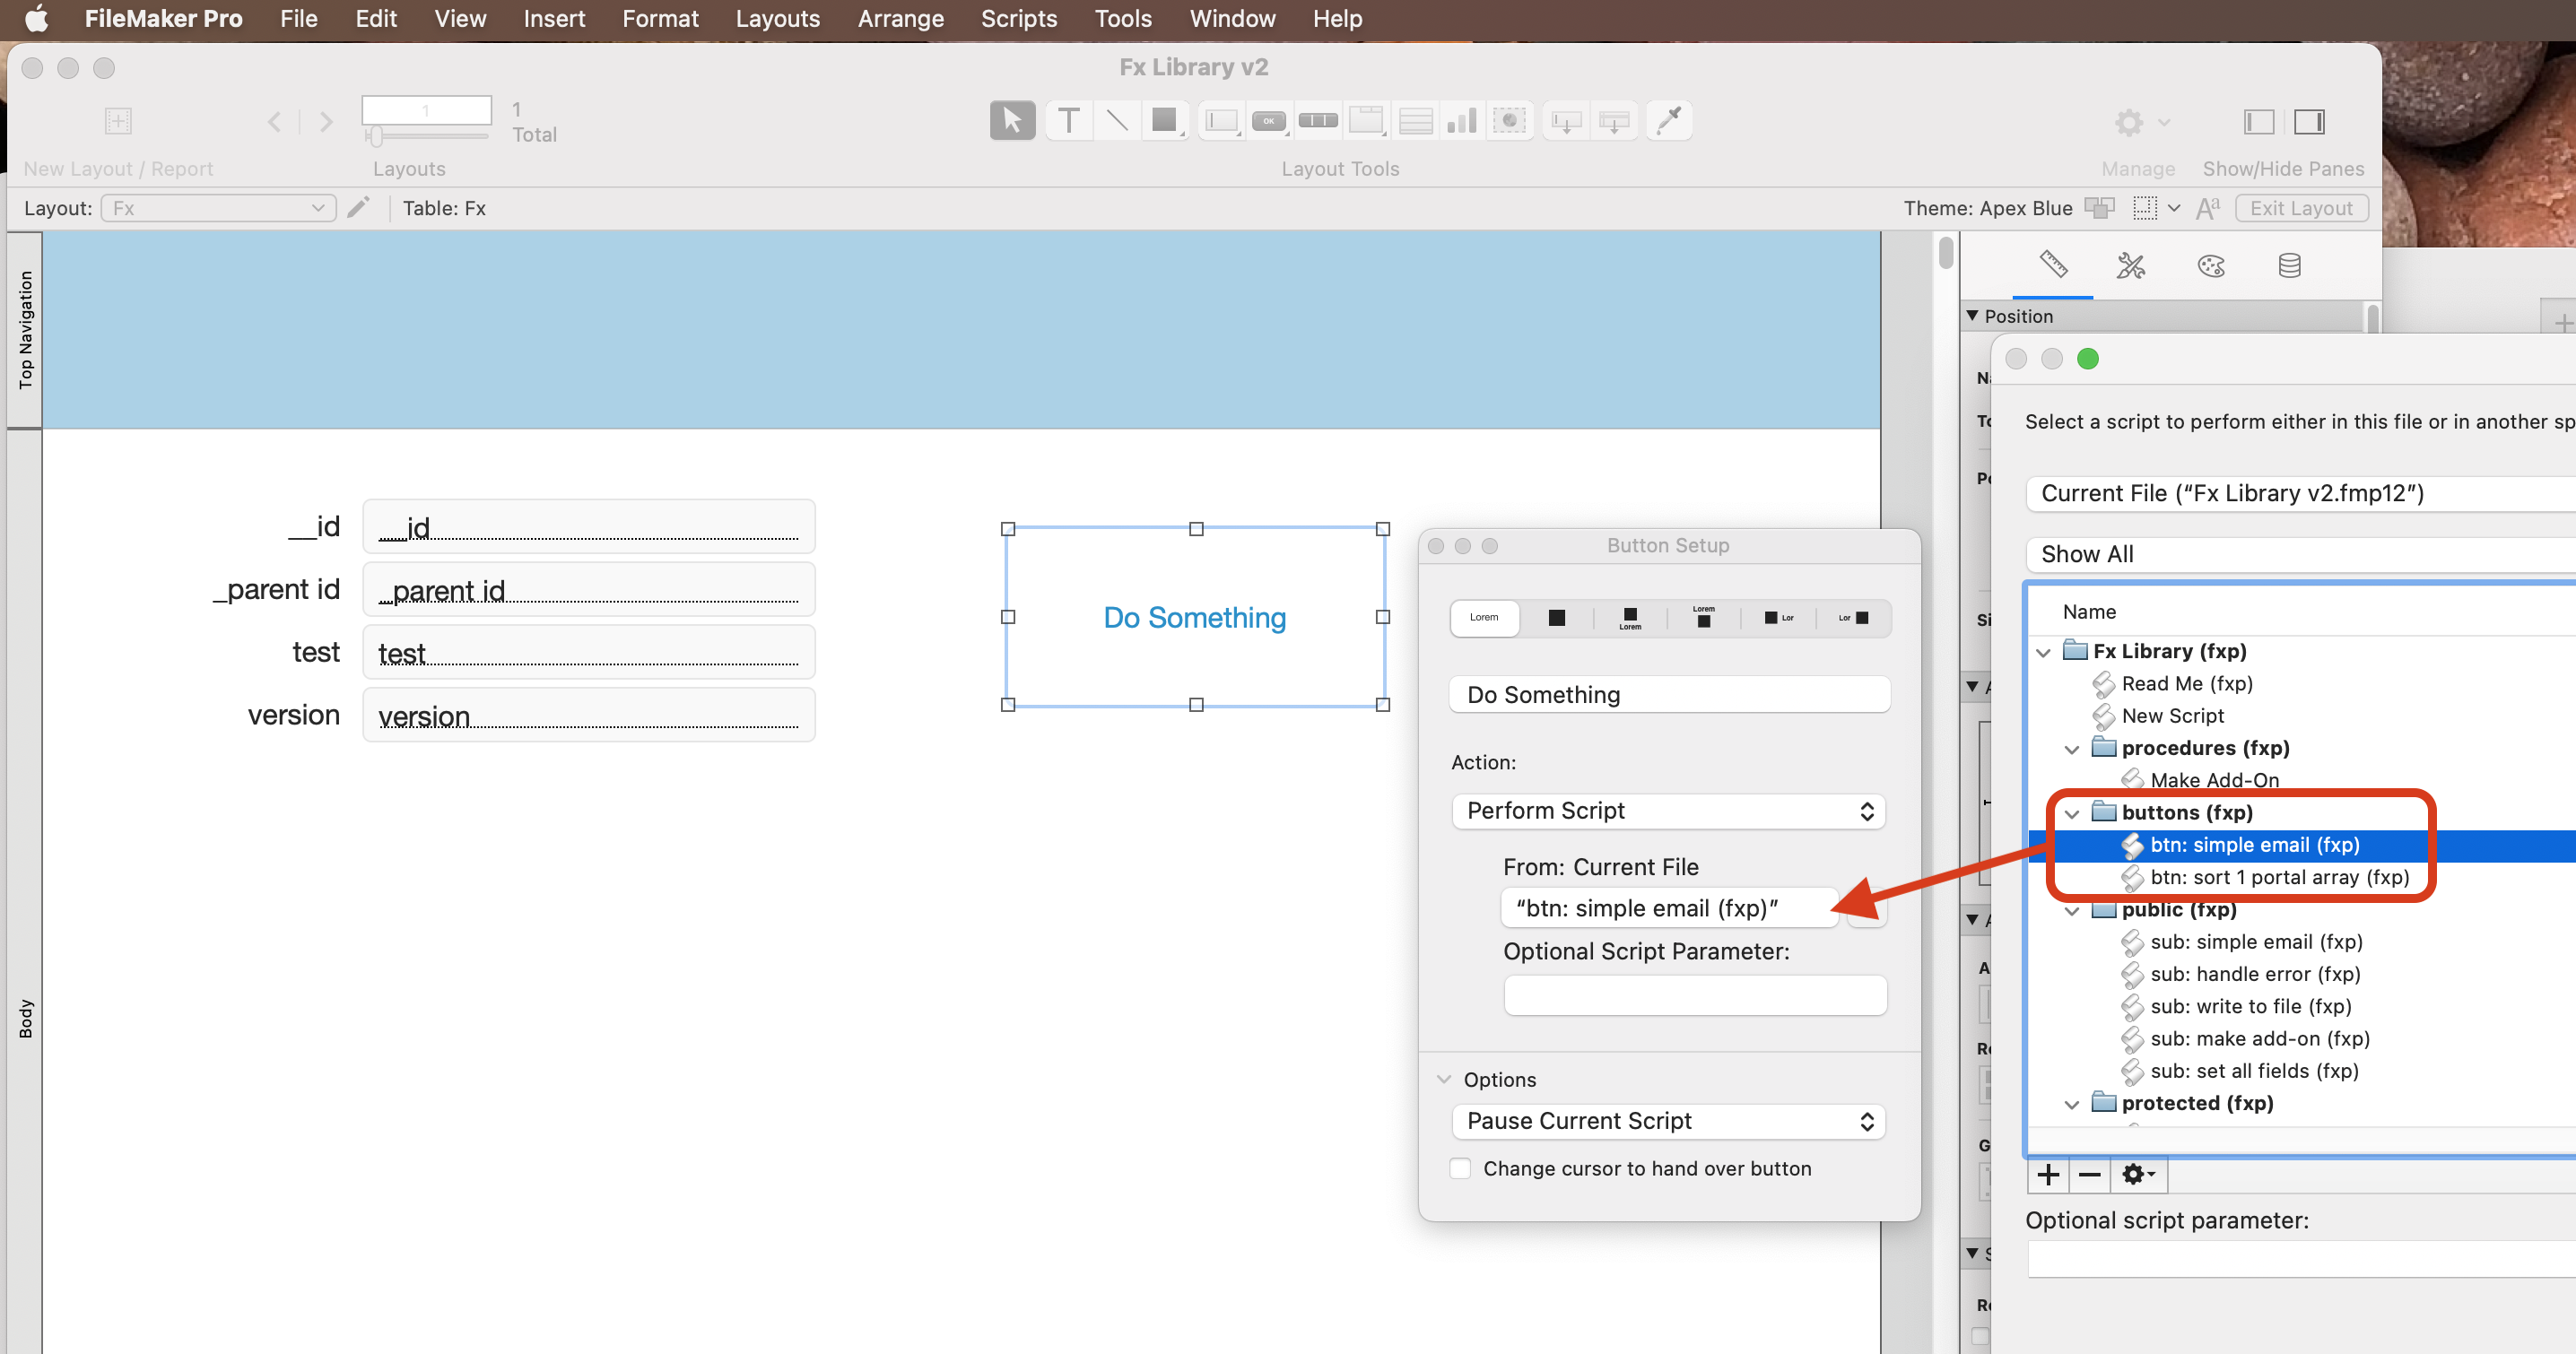 FileMaker Pro File Edit View Insert Format Layouts Arrange Scripts Tools Window Help
Fx Library v2
1
1
Total
OK
New Layout / Report
Layouts
Layout Tools
Manage
Show/Hide Panes
Layout: Fx
Table: Fx
Theme: Apex Blue
Exit Layout
Top Navigation
Body
__id
__id
_parent id
_parent id
test
test
version
version
Do Something
Position
Button Setup
Lorem
Lorem
Lorem
Lor
Lor
Do Something
Action:
Perform Script
From: Current File
“btn: simple email (fxp)”
Optional Script Parameter:
Options
Pause Current Script
Change cursor to hand over button
Select a script to perform either in this file or in another sp
Current File (“Fx Library v2.fmp12”)
Show All
Name
Fx Library (fxp)
Read Me (fxp)
New Script
procedures (fxp)
Make Add-On
buttons (fxp)
btn: simple email (fxp)
btn: sort 1 portal array (fxp)
public (fxp)
sub: simple email (fxp)
sub: handle error (fxp)
sub: write to file (fxp)
sub: make add-on (fxp)
sub: set all fields (fxp)
protected (fxp)
Optional script parameter: